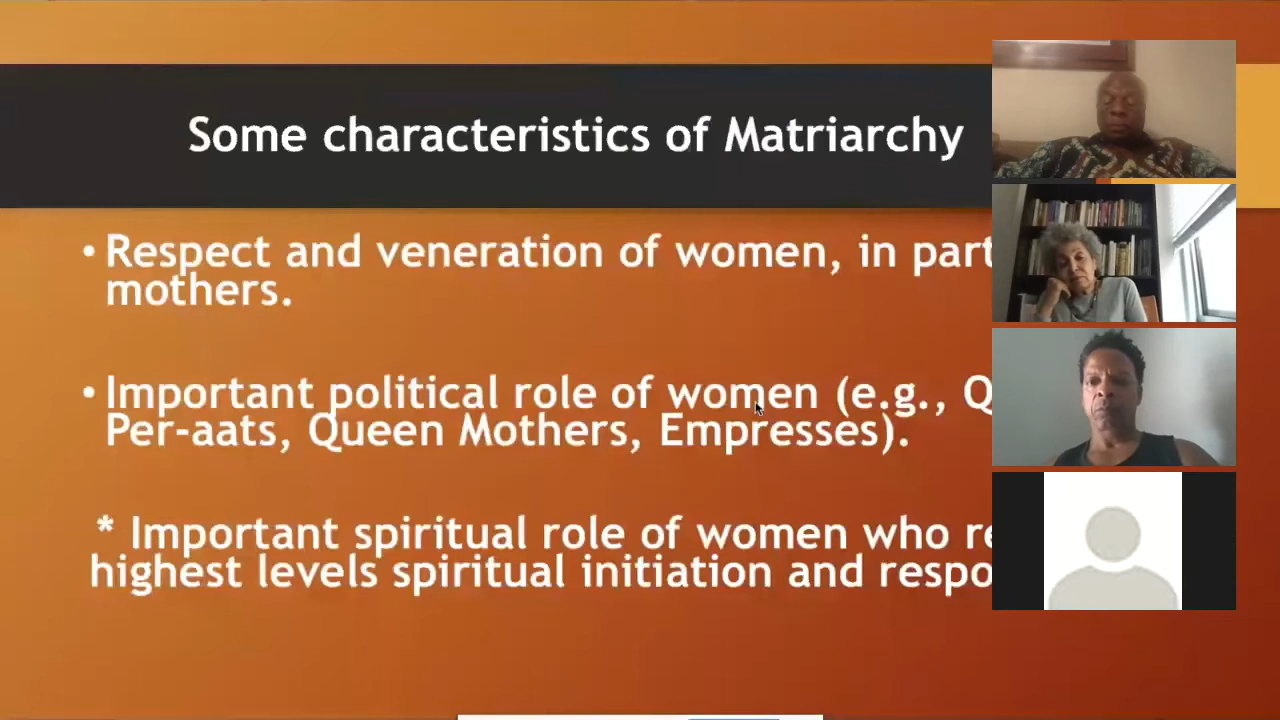 Some characteristics of Matriarchy
• Respect and veneration of women, in part
mothers.
• Important political role of women (e.g., Q
Per-aats, Queen Mothers, Empresses).
* Important spiritual role of women who re
highest levels spiritual initiation and respo